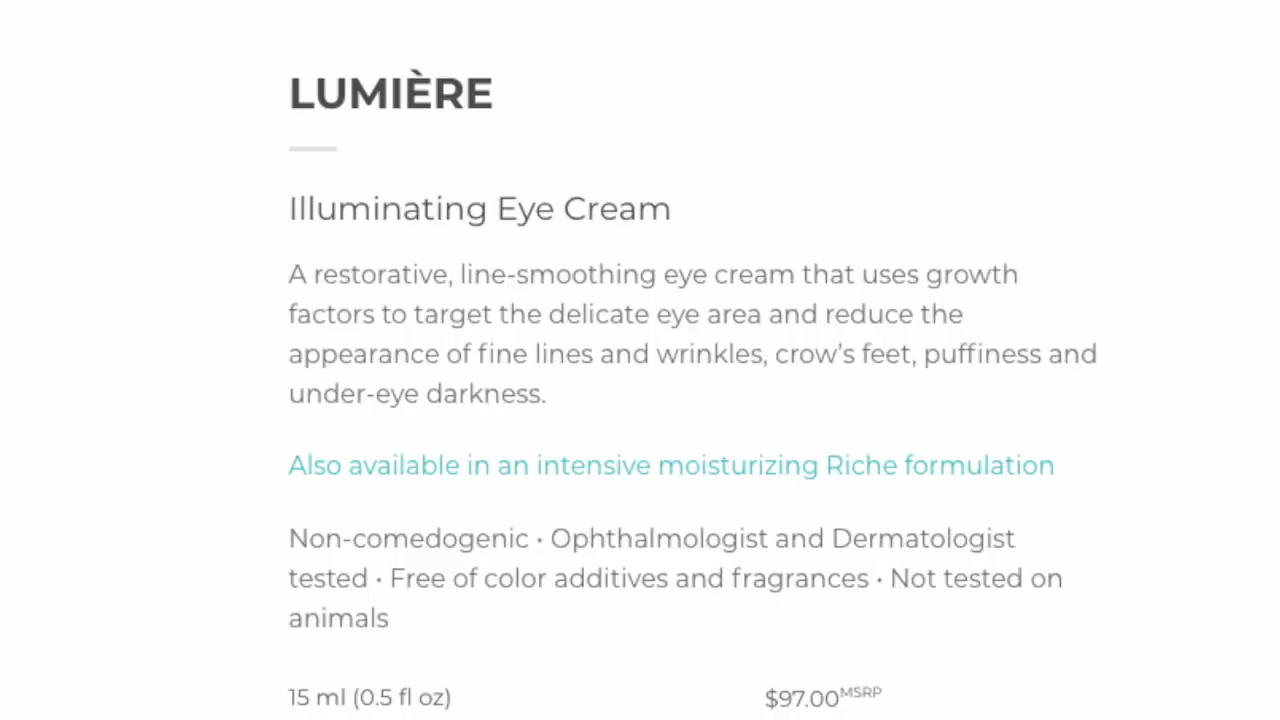 LUMIÈRE
Illuminating Eye Cream
A restorative, line-smoothing eye cream that uses growth
factors to target the delicate eye area and reduce the
appearance of fine lines and wrinkles, crow’s feet, puffiness and
under-eye darkness.
Also available in an intensive moisturizing Riche formulation
Non-comedogenic • Ophthalmologist and Dermatologist
tested • Free of color additives and fragrances • Not tested on
animals
15 ml (0.5 fl oz) $97.00MSRP